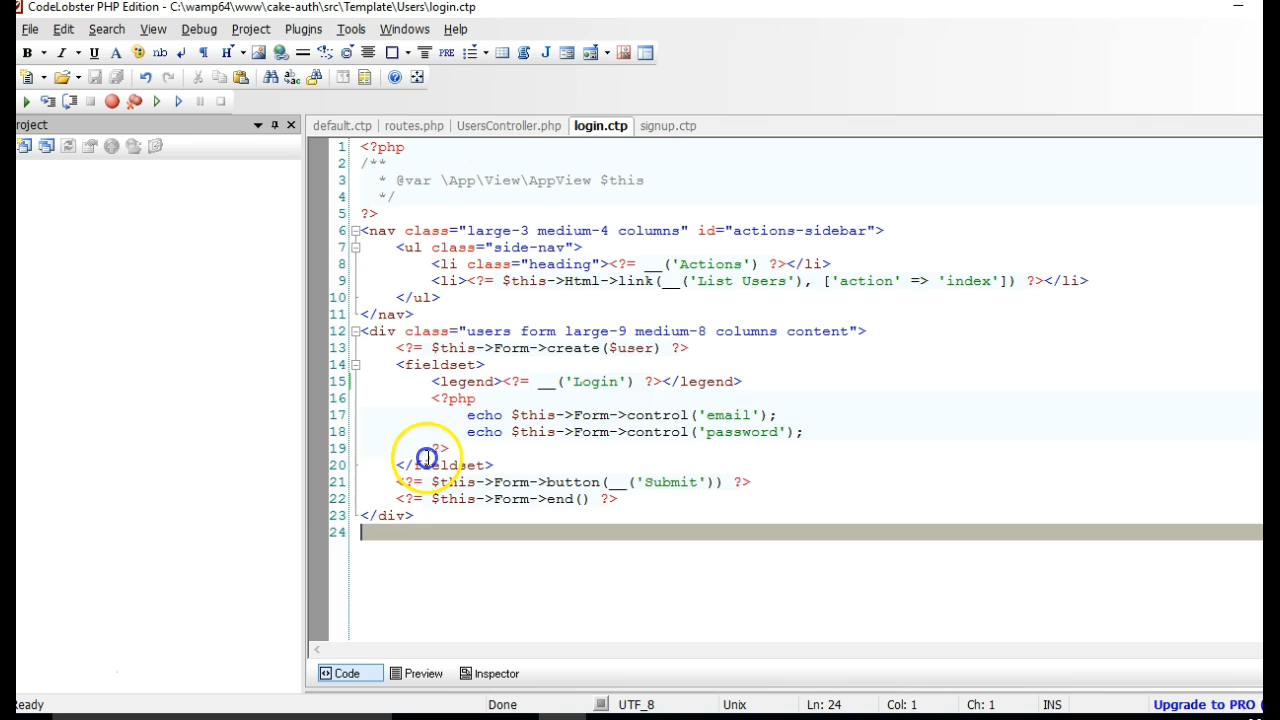 CodeLobster PHP Edition - C:\wamp64\www\cake-auth\src\Template\Users\login.ctp
File Edit Search View Debug Project Plugins Tools Windows Help
B I U A nb ¶ H PRE J
roject
default.ctp routes.php UsersController.php login.ctp signup.ctp
1 <?php
2 /**
3 * @var \App\View\AppView $this
4 */
5 ?>
6 <nav class="large-3 medium-4 columns" id="actions-sidebar">
7 <ul class="side-nav">
8 <li class="heading"><?= __('Actions') ?></li>
9 <li><?= $this->Html->link(__('List Users'), ['action' => 'index']) ?></li>
10 </ul>
11 </nav>
12 <div class="users form large-9 medium-8 columns content">
13 <?= $this->Form->create($user) ?>
14 <fieldset>
15 <legend><?= __('Login') ?></legend>
16 <?php
17 echo $this->Form->control('email');
18 echo $this->Form->control('password');
19 ?>
20 </fieldset>
21 <?= $this->Form->button(__('Submit')) ?>
22 <?= $this->Form->end() ?>
23 </div>
24
Code Preview Inspector
eady Done UTF_8 Unix Ln: 24 Col: 1 Ch: 1 INS Upgrade to PRO (